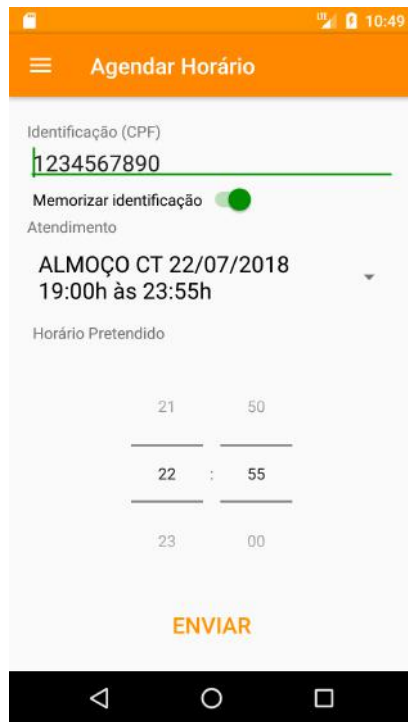 LTE 10:49
Agendar Horário
Identificação (CPF)
1234567890
Memorizar identificação
Atendimento
ALMOÇO CT 22/07/2018
19:00h às 23:55h
Horário Pretendido
21 50
22 : 55
23 00
ENVIAR